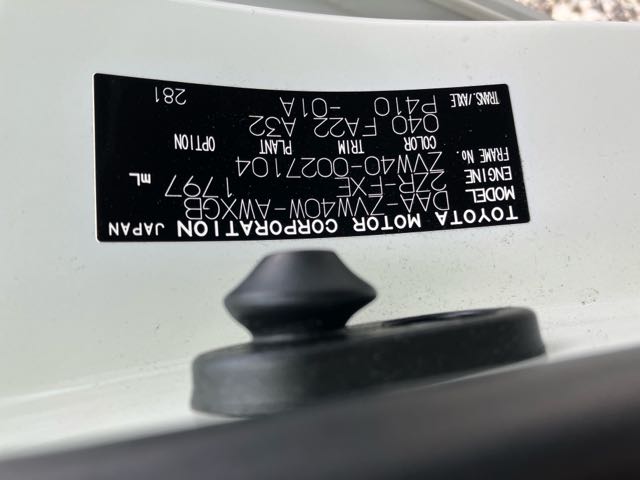 TOYOTA MOTOR CORPORATION JAPAN
MODEL DAA-ZVW40W-AWXGB
ENGINE 2ZR-FXE 1797 mL
FRAME No. ZVW40-0027104
COLOR TRIM PLANT OPTION
040 FA22 A32
TRANS./AXLE P410 -01A
281